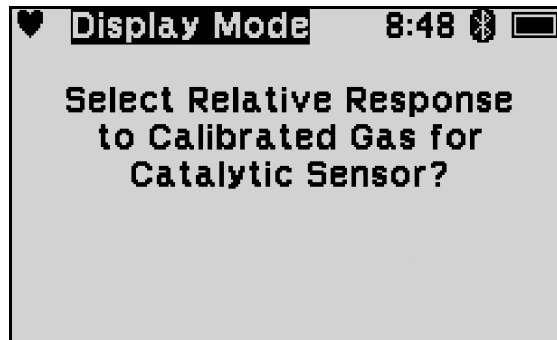 Display Mode 8:48
Select Relative Response
to Calibrated Gas for
Catalytic Sensor?